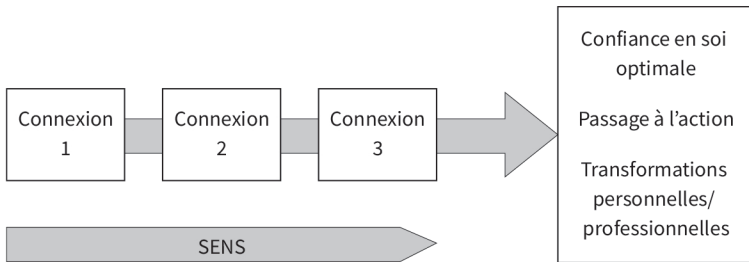 Connexion
1
Connexion
2
Connexion
3
SENS
Confiance en soi
optimale
Passage à l’action
Transformations
personnelles/
professionnelles